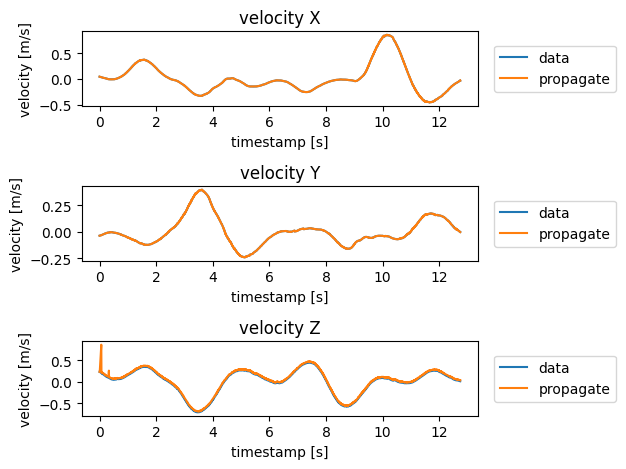 velocity X
velocity [m/s]
0.5
0.0
−0.5
0 2 4 6 8 10 12
timestamp [s]
data
propagate
velocity Y
velocity [m/s]
0.25
0.00
−0.25
0 2 4 6 8 10 12
timestamp [s]
data
propagate
velocity Z
velocity [m/s]
0.5
0.0
−0.5
0 2 4 6 8 10 12
timestamp [s]
data
propagate